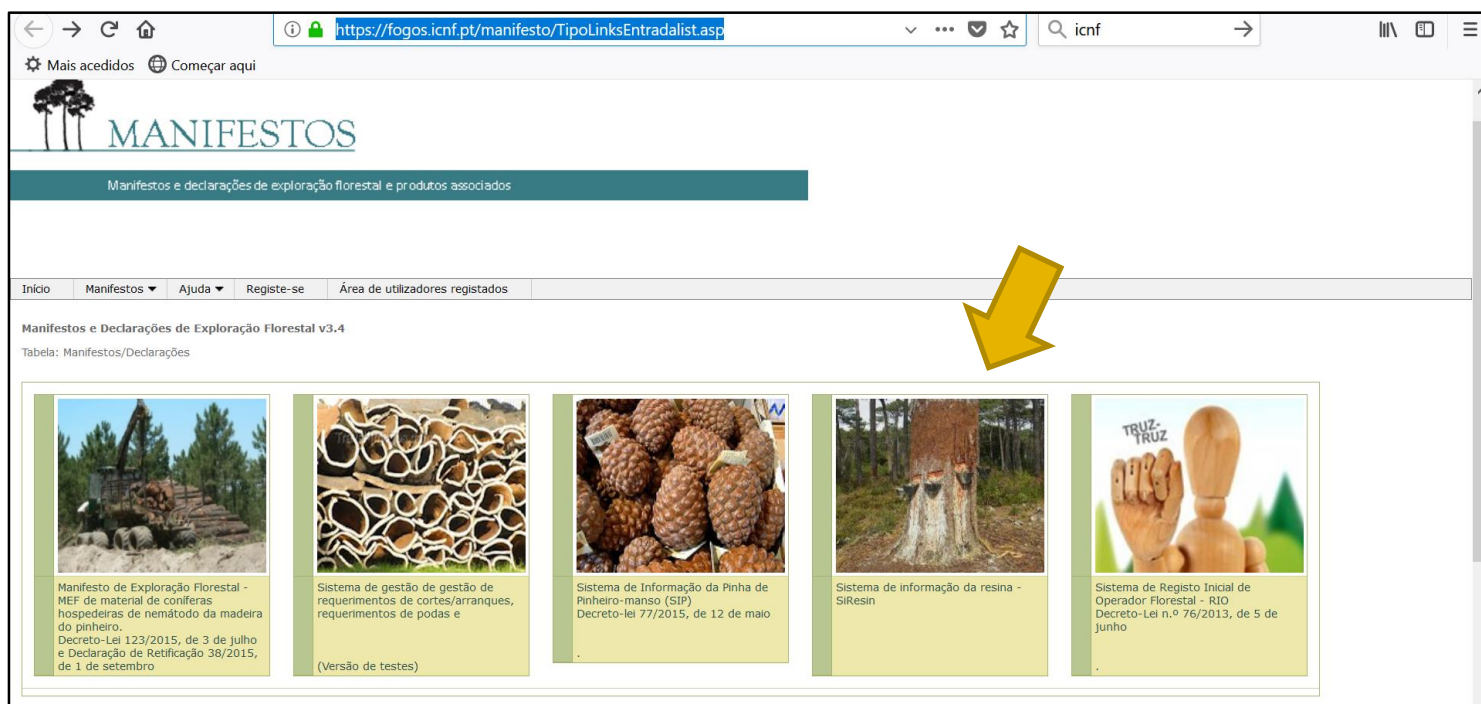 https://fogos.icnf.pt/manifesto/TipoLinksEntradalist.asp
icnf
Mais acedidos Começar aqui
MANIFESTOS
Manifestos e declarações de exploração florestal e produtos associados
Início Manifestos Ajuda Registe-se Área de utilizadores registados
Manifestos e Declarações de Exploração Florestal v3.4
Tabela: Manifestos/Declarações
TRUZ-
TRUZ
Manifesto de Exploração Florestal -
MEF de material de coníferas
hospedeiras de nemátodo da madeira
do pinheiro.
Decreto-Lei 123/2015, de 3 de julho
e Declaração de Retificação 38/2015,
de 1 de setembro
Sistema de gestão de gestão de
requerimentos de cortes/arranques,
requerimentos de podas e
(Versão de testes)
Sistema de Informação da Pinha de
Pinheiro-manso (SIP)
Decreto-lei 77/2015, de 12 de maio
.
Sistema de informação da resina -
SiResin
Sistema de Registo Inicial de
Operador Florestal - RIO
Decreto-Lei n.º 76/2013, de 5 de
junho
.